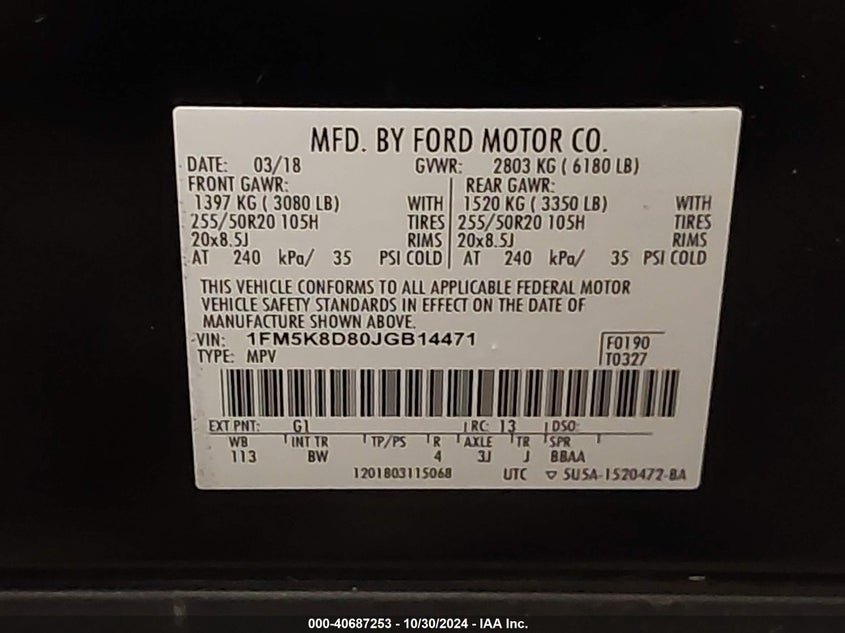 MFD. BY FORD MOTOR CO.
DATE: 03/18 GVWR: 2803 KG ( 6180 LB)
FRONT GAWR: REAR GAWR:
1397 KG ( 3080 LB) WITH 1520 KG ( 3350 LB) WITH
255/50R20 105H TIRES 255/50R20 105H TIRES
20x8.5J RIMS 20x8.5J RIMS
AT 240 kPa/ 35 PSI COLD AT 240 kPa/ 35 PSI COLD
THIS VEHICLE CONFORMS TO ALL APPLICABLE FEDERAL MOTOR
VEHICLE SAFETY STANDARDS IN EFFECT ON THE DATE OF
MANUFACTURE SHOWN ABOVE.
VIN: 1FM5K8D80JGB14471 F0190
TYPE: MPV T0327
EXT PNT: G1 RC: 13 DSO:
WB INT TR TP/PS R AXLE TR SPR
113 BW 4 3J J BBAA
1201803115068 UTC ▽ 5U5A-1520472-BA
000-40687253 - 10/30/2024 - IAA Inc.